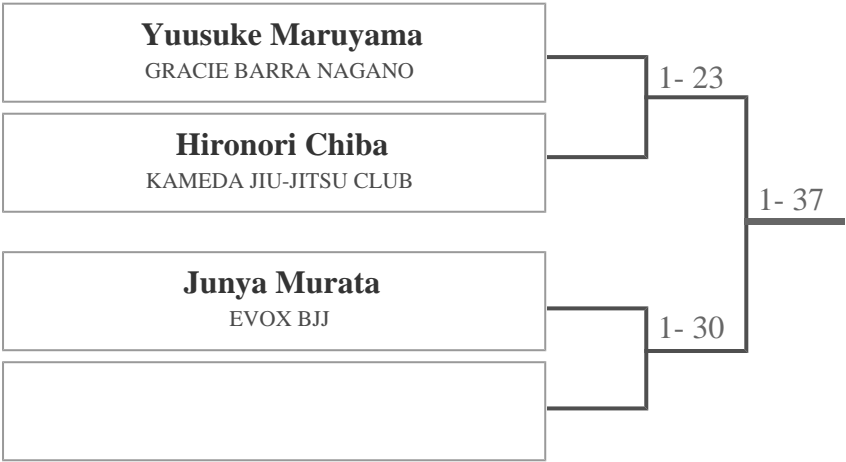 Yuusuke Maruyama
GRACIE BARRA NAGANO
1- 23
Hironori Chiba
KAMEDA JIU-JITSU CLUB
1- 37
Junya Murata
EVOX BJJ
1- 30